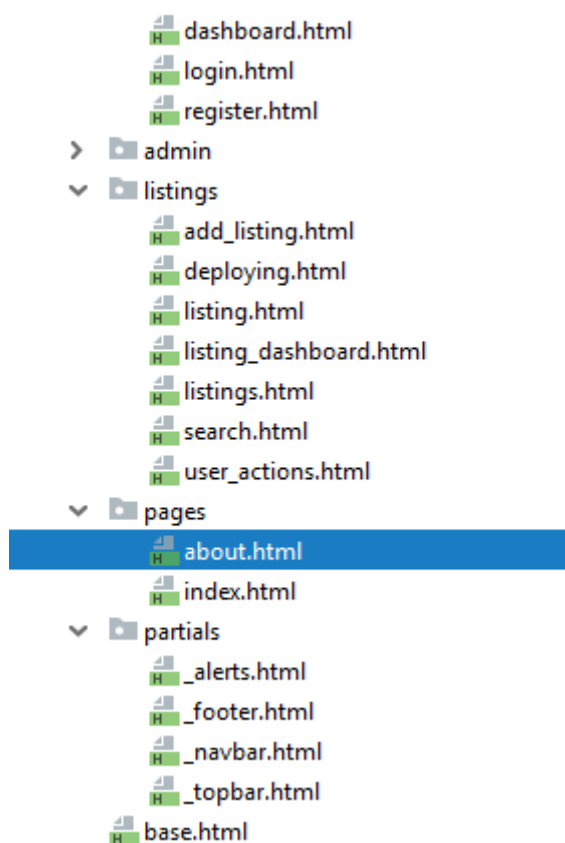 dashboard.html
login.html
register.html
admin
listings
add_listing.html
deploying.html
listing.html
listing_dashboard.html
listings.html
search.html
user_actions.html
pages
about.html
index.html
partials
_alerts.html
_footer.html
_navbar.html
_topbar.html
base.html